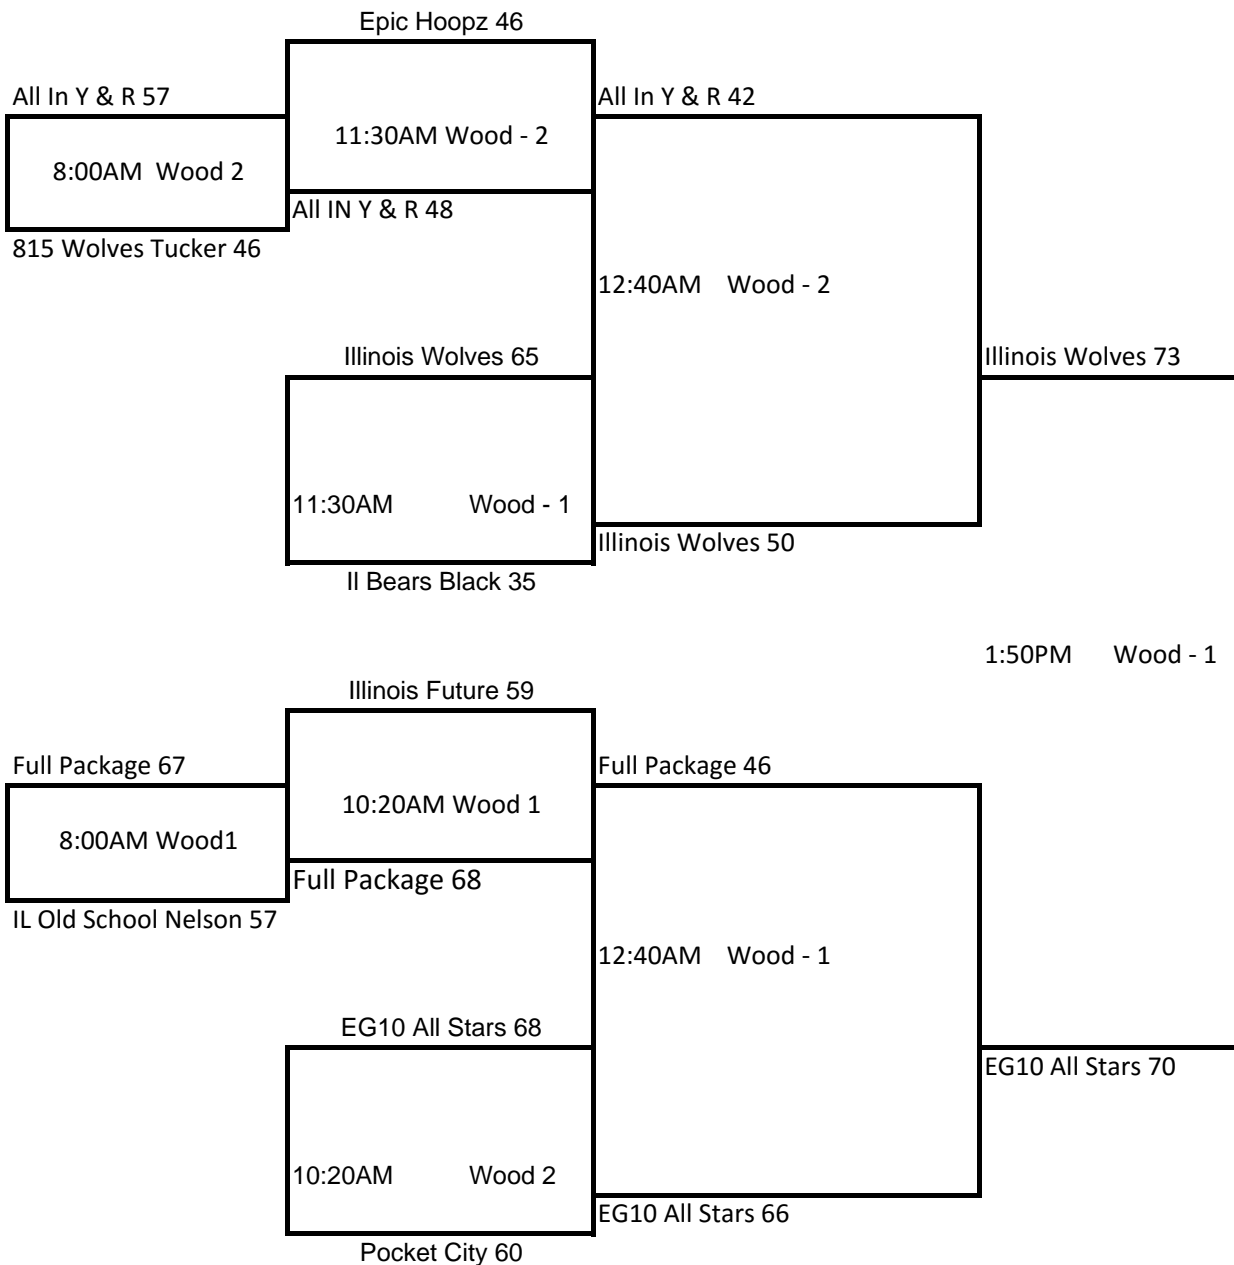 Epic Hoopz 46
All In Y & R 57
All In Y & R 42
11:30AM Wood - 2
8:00AM  Wood 2
All IN Y & R 48
815 Wolves Tucker 46
12:40AM    Wood - 2
Illinois Wolves 65
Illinois Wolves 73
11:30AM          Wood - 1
Illinois Wolves 50
Il Bears Black 35
1:50PM      Wood - 1
Illinois Future 59
Full Package 67
Full Package 46
10:20AM Wood 1
8:00AM Wood1
Full Package 68
IL Old School Nelson 57
12:40AM    Wood - 1
EG10 All Stars 68
EG10 All Stars 70
10:20AM          Wood 2
EG10 All Stars 66
Pocket City 60